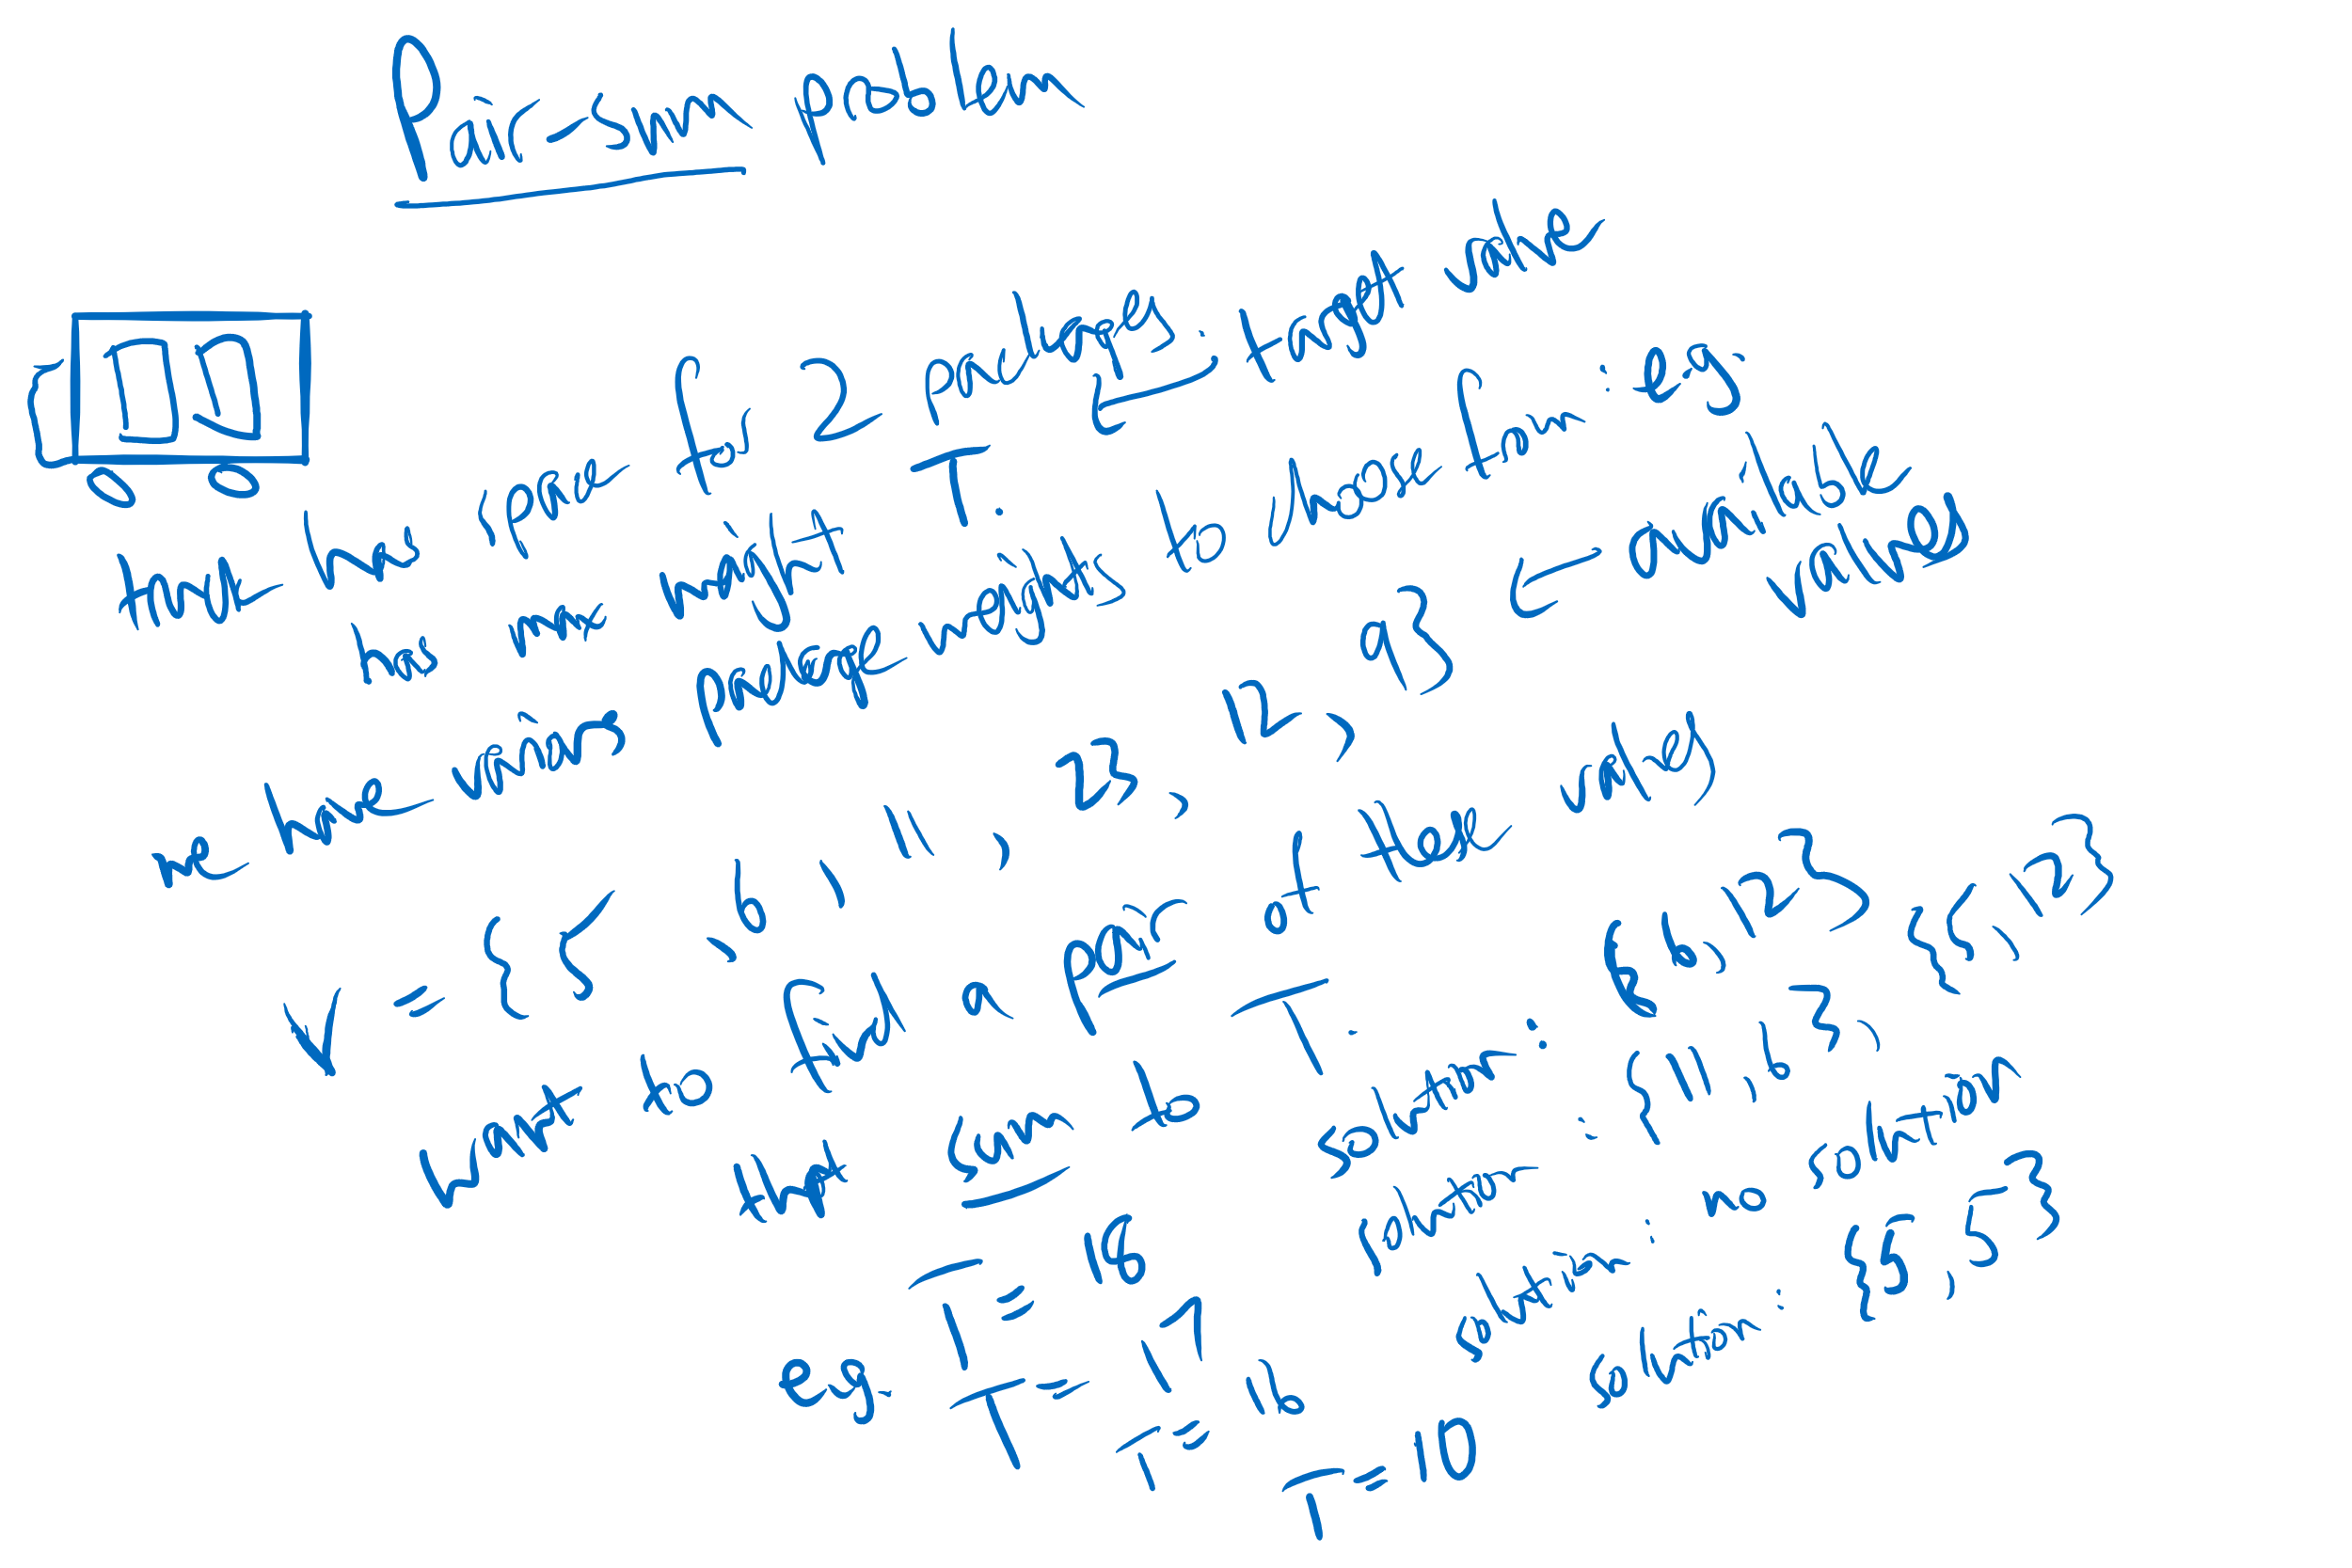 Pair-sum problem
truck has space for 2 packages. target value
has max weight T.
we have various package weights to choose from: e.g.
V = {5, 6, 11, 23, 12, 9} = available values
want to find a pair of these values
that sum to T.
e.g. T = 18 solution: {6, 12}
T = 17 solution: {11, 6}, {5, 12}
T = 16 solution: no solution
T = 10 solution: {5, 5}